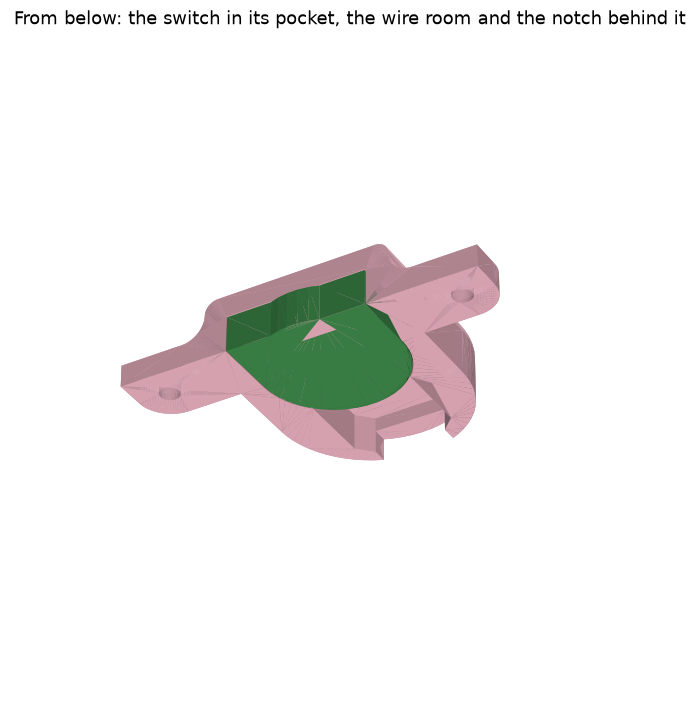 From below: the switch in its pocket, the wire room and the notch behind it